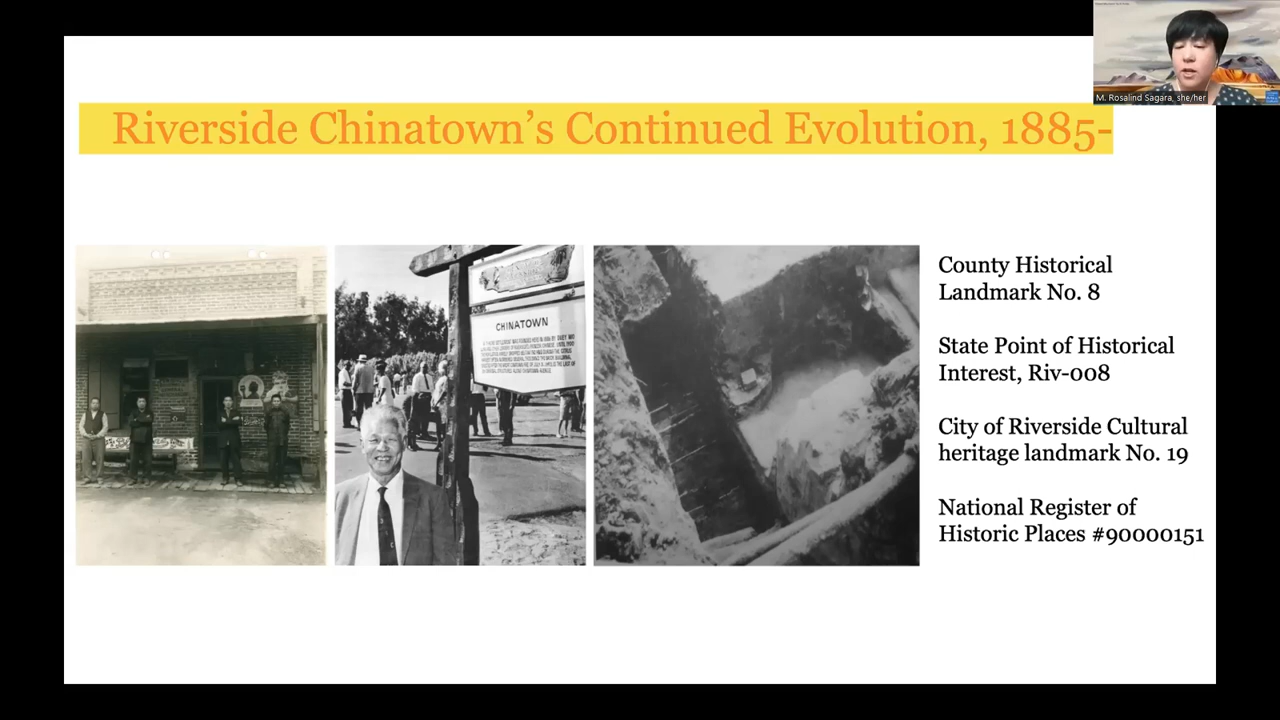 M. Rosalind Sagara, she/her
Riverside Chinatown's Continued Evolution, 1885-
CHINATOWN
County Historical
Landmark No. 8
State Point of Historical
Interest, Riv-008
City of Riverside Cultural
heritage landmark No. 19
National Register of
Historic Places #90000151